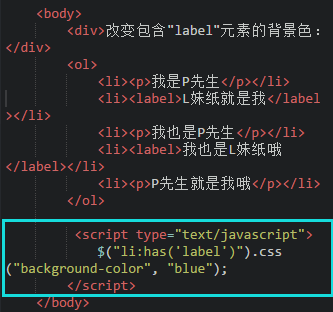 <body>
<div>改变包含"label"元素的背景色：
</div>
<ol>
<li><p>我是P先生</p></li>
<li><label>L妹纸就是我</label
></li>
<li><p>我也是P先生</p></li>
<li><label>我也是L妹纸哦
</label></li>
<li><p>P先生就是我哦</p></li>
</ol>
<script type="text/javascript">
$("li:has('label')").css
("background-color", "blue");
</script>
</body>